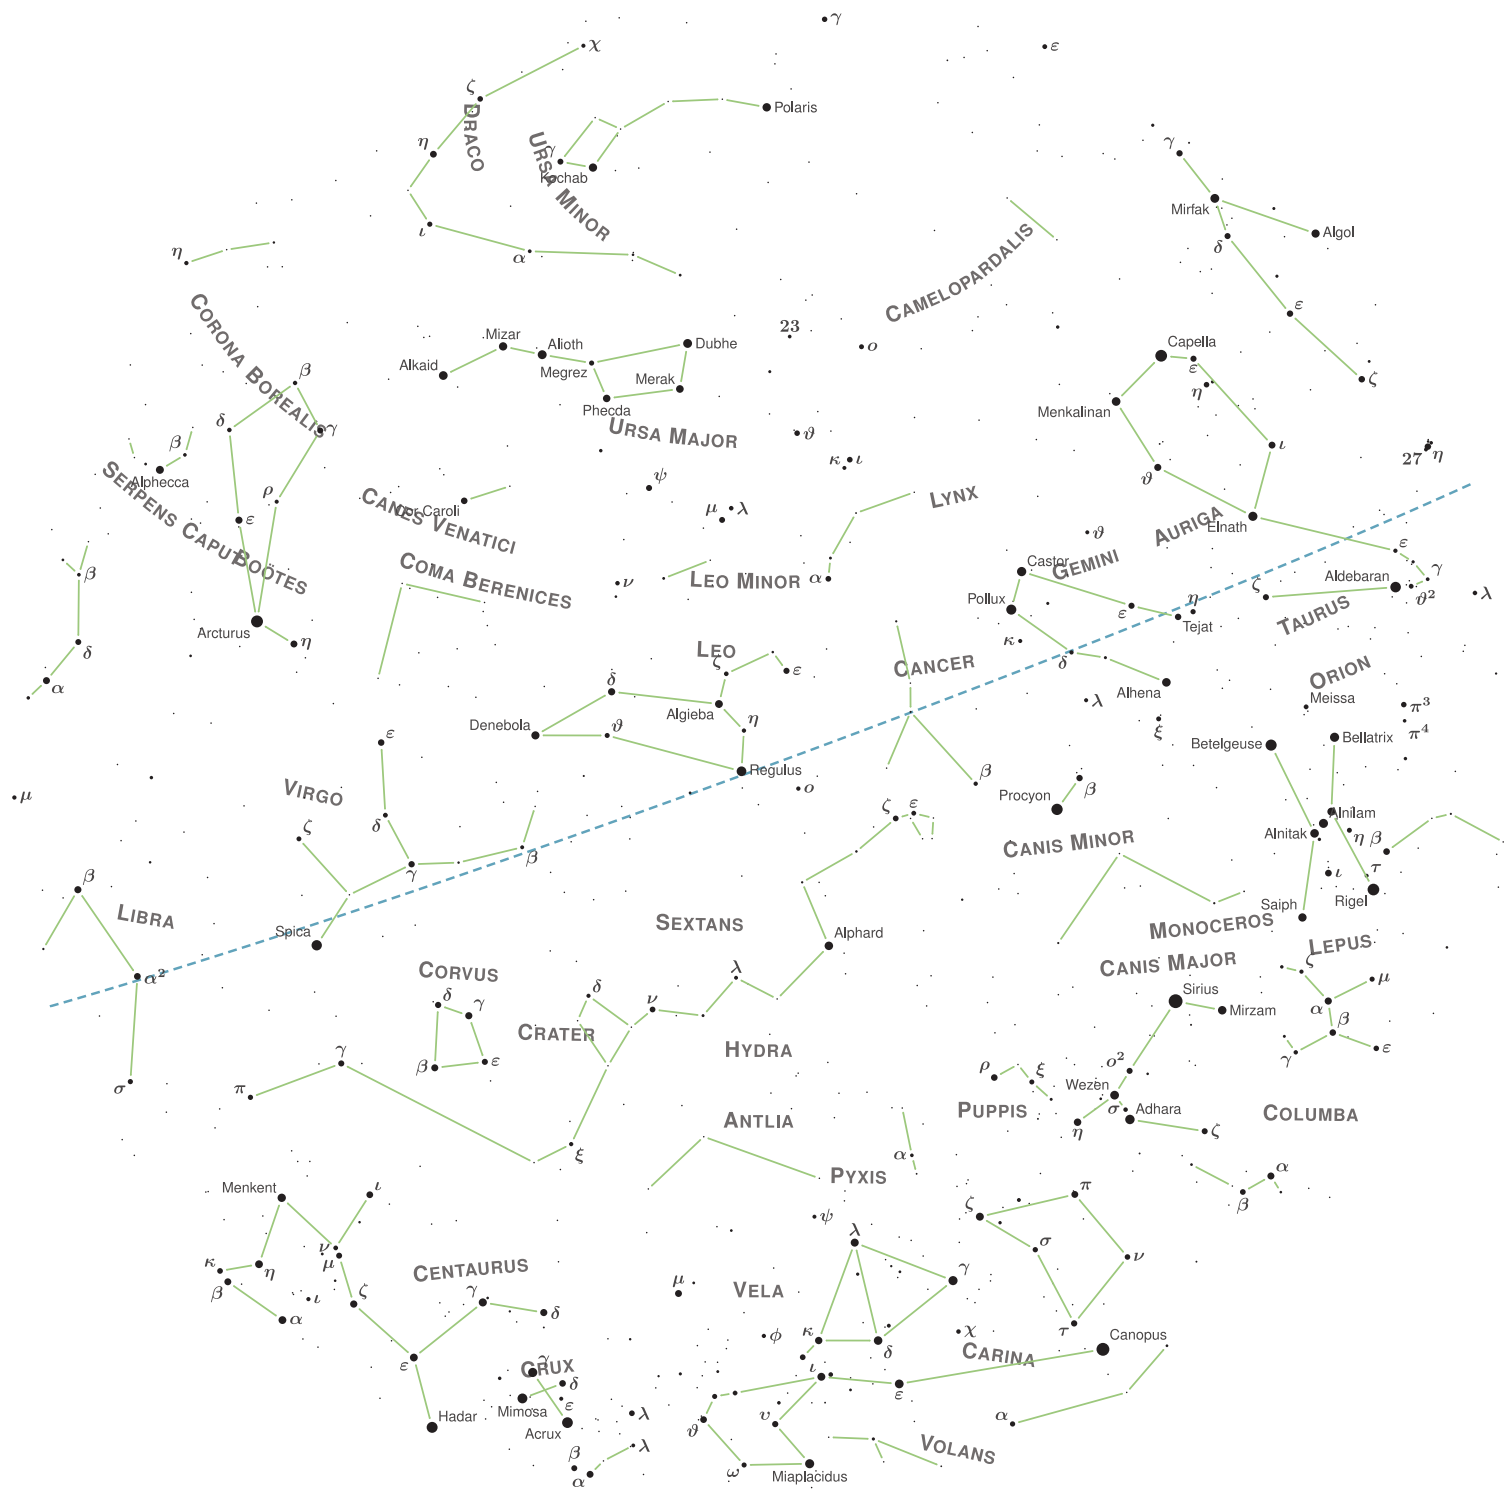 γ
χ
ε
ζ
Polaris
DRACO
η
URSA MINOR
γ
Kochab
γ
Mirfak
Algol
δ
ι
α
η
CAMELOPARDALIS
ε
CORONA BOREALIS
23
ο
Mizar
Alioth
Dubhe
Alkaid
Megrez
Merak
Phecda
URSA MAJOR
Capella
ε
η
Menkalinan
ζ
β
δ
γ
ϑ
κ
ι
ι
27
η
β
Alphecca
SERPENS CAPUT
ρ
ε
CANES VENATICI
Cor Caroli
ψ
μ
λ
LYNX
ϑ
AURIGA
Elnath
BOÖTES
COMA BERENICES
ν
LEO MINOR
α
ϑ
Castor
GEMINI
Pollux
ε
η
Tejat
ε
γ
Aldebaran
ϑ²
ζ
TAURUS
λ
β
δ
α
Arcturus
η
LEO
ζ
ε
CANCER
κ
δ
Alhena
λ
ξ
ORION
Meissa
π³
π⁴
δ
Algieba
η
Denebola
ϑ
Regulus
ο
ε
VIRGO
μ
δ
ζ
γ
β
β
Procyon
β
CANIS MINOR
Betelgeuse
Bellatrix
Alnilam
Alnitak
η
β
ι
τ
Rigel
Saiph
ζ
ε
β
LIBRA
Spica
α²
SEXTANS
Alphard
MONOCEROS
LEPUS
CANIS MAJOR
ζ
μ
α
β
γ
ε
Sirius
Mirzam
CORVUS
δ
γ
β
ε
δ
CRATER
ν
λ
HYDRA
σ
π
γ
ρ
ξ
ο²
Wezen
σ
Adhara
η
ζ
PUPPIS
COLUMBA
ANTLIA
ξ
PYXIS
α
α
β
Menkent
ι
ν
μ
κ
η
β
ι
α
ζ
CENTAURUS
γ
δ
ε
ψ
λ
γ
μ
VELA
φ
κ
δ
ζ
π
σ
ν
τ
χ
CARINA
Canopus
γ
CRUX
δ
Mimosa
ε
Acrux
Hadar
λ
β
α
λ
ι
ε
ϑ
υ
ω
Miaplacidus
VOLANS
α